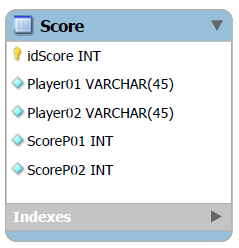 Score
idScore INT
Player01 VARCHAR(45)
Player02 VARCHAR(45)
ScoreP01 INT
ScoreP02 INT
Indexes